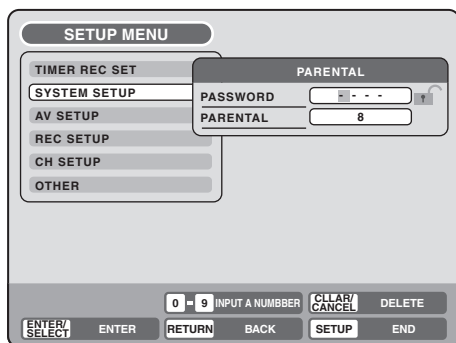 SETUP MENU
TIMER REC SET
SYSTEM SETUP
AV SETUP
REC SETUP
CH SETUP
OTHER
PARENTAL
PASSWORD - - - -
PARENTAL 8
0 - 9 INPUT A NUMBBER CLLAR/CANCEL DELETE
ENTER/SELECT ENTER RETURN BACK SETUP END